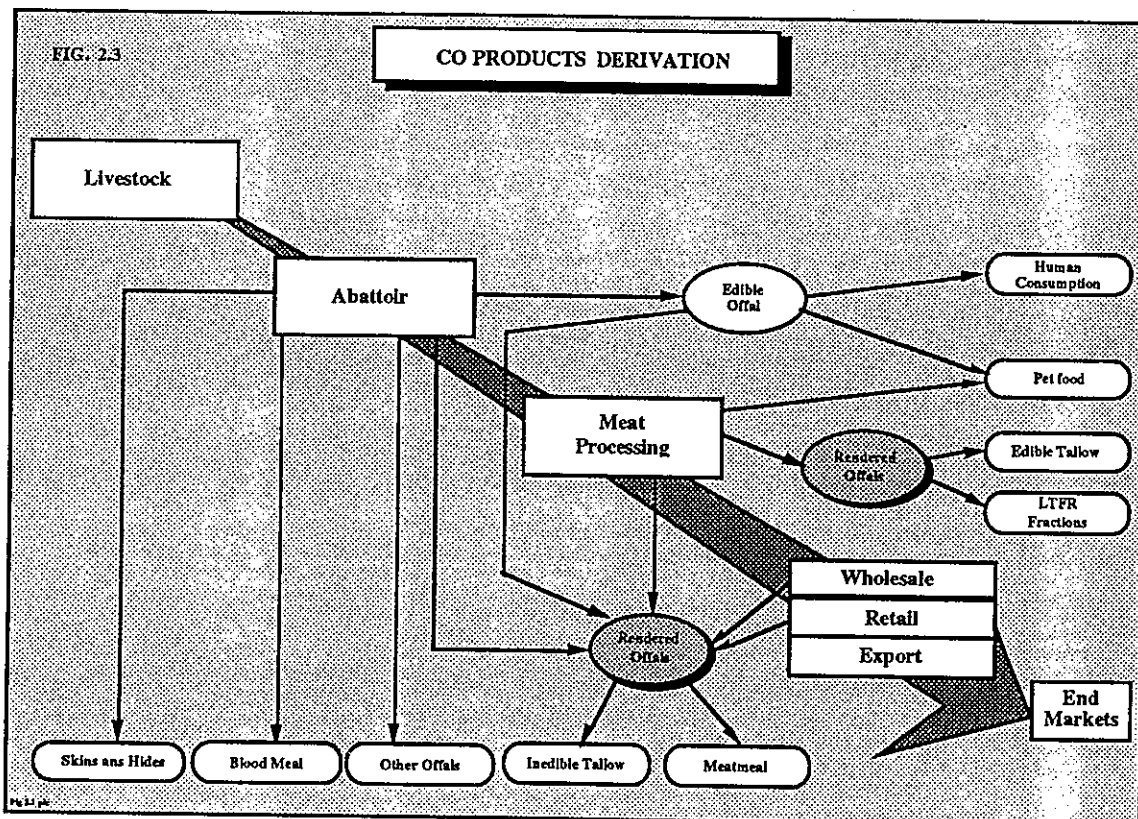 FIG. 2.3
CO PRODUCTS DERIVATION
Livestock
Abattoir
Edible
Offal
Human
Consumption
Pet food
Meat
Processing
Rendered
Offals
Edible Tallow
LTFR
Fractions
Wholesale
Retail
Export
Rendered
Offals
End
Markets
Skins ans Hides
Blood Meal
Other Offals
Inedible Tallow
Meatmeal